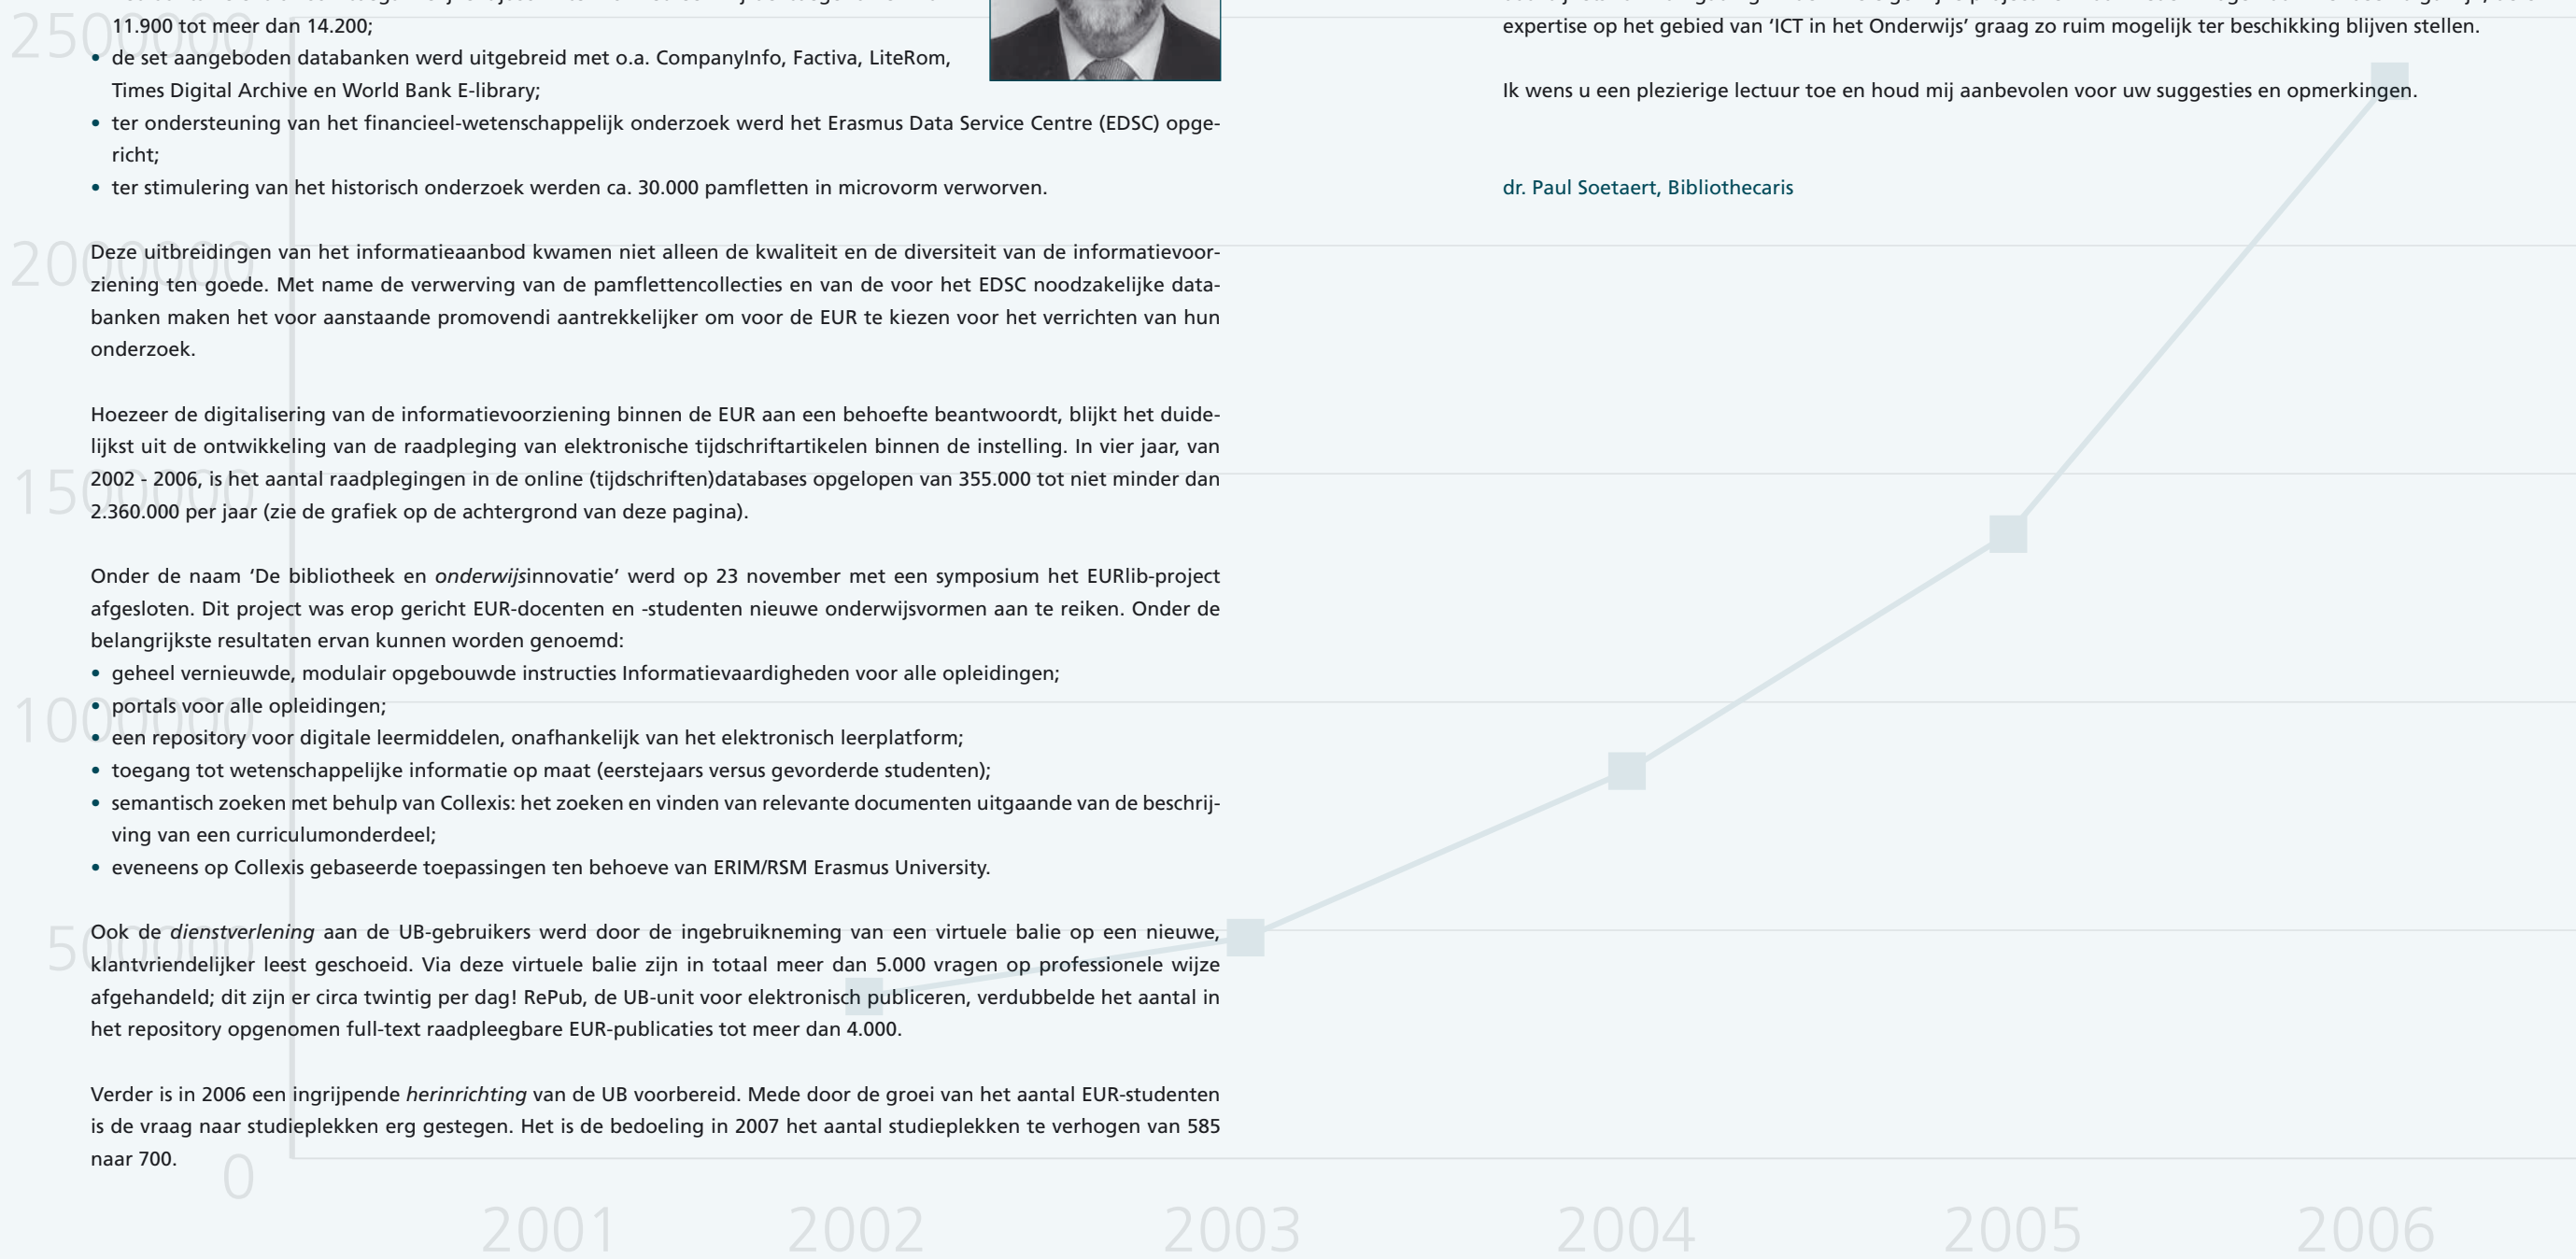 11.900 tot meer dan 14.200;
• de set aangeboden databanken werd uitgebreid met o.a. CompanyInfo, Factiva, LiteRom,
Times Digital Archive en World Bank E-library;
• ter ondersteuning van het financieel-wetenschappelijk onderzoek werd het Erasmus Data Service Centre (EDSC) opge-
richt;
• ter stimulering van het historisch onderzoek werden ca. 30.000 pamfletten in microvorm verworven.
Deze uitbreidingen van het informatieaanbod kwamen niet alleen de kwaliteit en de diversiteit van de informatievoor-
ziening ten goede. Met name de verwerving van de pamflettencollecties en van de voor het EDSC noodzakelijke data-
banken maken het voor aanstaande promovendi aantrekkelijker om voor de EUR te kiezen voor het verrichten van hun
onderzoek.
Hoezeer de digitalisering van de informatievoorziening binnen de EUR aan een behoefte beantwoordt, blijkt het duide-
lijkst uit de ontwikkeling van de raadpleging van elektronische tijdschriftartikelen binnen de instelling. In vier jaar, van
2002 - 2006, is het aantal raadplegingen in de online (tijdschriften)databases opgelopen van 355.000 tot niet minder dan
2.360.000 per jaar (zie de grafiek op de achtergrond van deze pagina).
Onder de naam ‘De bibliotheek en onderwijsinnovatie’ werd op 23 november met een symposium het EURlib-project
afgesloten. Dit project was erop gericht EUR-docenten en -studenten nieuwe onderwijsvormen aan te reiken. Onder de
belangrijkste resultaten ervan kunnen worden genoemd:
• geheel vernieuwde, modulair opgebouwde instructies Informatievaardigheden voor alle opleidingen;
• portals voor alle opleidingen;
• een repository voor digitale leermiddelen, onafhankelijk van het elektronisch leerplatform;
• toegang tot wetenschappelijke informatie op maat (eerstejaars versus gevorderde studenten);
• semantisch zoeken met behulp van Collexis: het zoeken en vinden van relevante documenten uitgaande van de beschrij-
ving van een curriculumonderdeel;
• eveneens op Collexis gebaseerde toepassingen ten behoeve van ERIM/RSM Erasmus University.
Ook de dienstverlening aan de UB-gebruikers werd door de ingebruikneming van een virtuele balie op een nieuwe,
klantvriendelijker leest geschoeid. Via deze virtuele balie zijn in totaal meer dan 5.000 vragen op professionele wijze
afgehandeld; dit zijn er circa twintig per dag! RePub, de UB-unit voor elektronisch publiceren, verdubbelde het aantal in
het repository opgenomen full-text raadpleegbare EUR-publicaties tot meer dan 4.000.
Verder is in 2006 een ingrijpende herinrichting van de UB voorbereid. Mede door de groei van het aantal EUR-studenten
is de vraag naar studieplekken erg gestegen. Het is de bedoeling in 2007 het aantal studieplekken te verhogen van 585
naar 700.
expertise op het gebied van ‘ICT in het Onderwijs’ graag zo ruim mogelijk ter beschikking blijven stellen.
Ik wens u een plezierige lectuur toe en houd mij aanbevolen voor uw suggesties en opmerkingen.
dr. Paul Soetaert, Bibliothecaris
2500000
2000000
1500000
1000000
500000
0
2001 2002 2003 2004 2005 2006